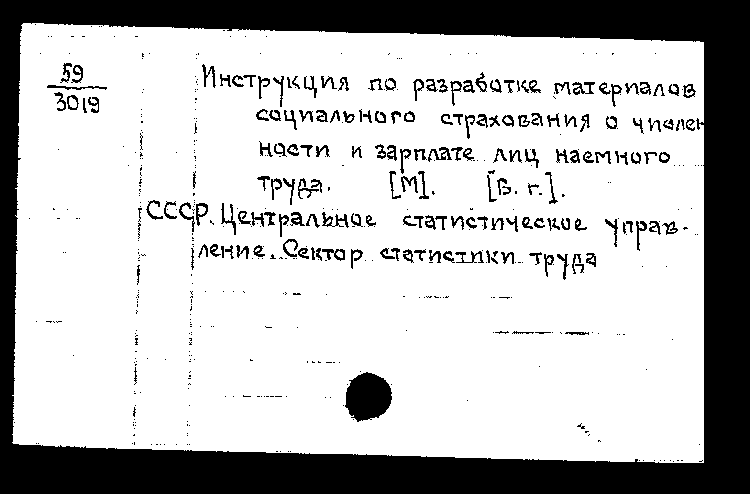 59
3019
Инструкция по разработке материалов
социального страхования о числен
ности и зарплате лиц наемного
труда. [М]. [Б. г.].
СССР. Центральное статистическое управ-
ление. Сектор статистики труда